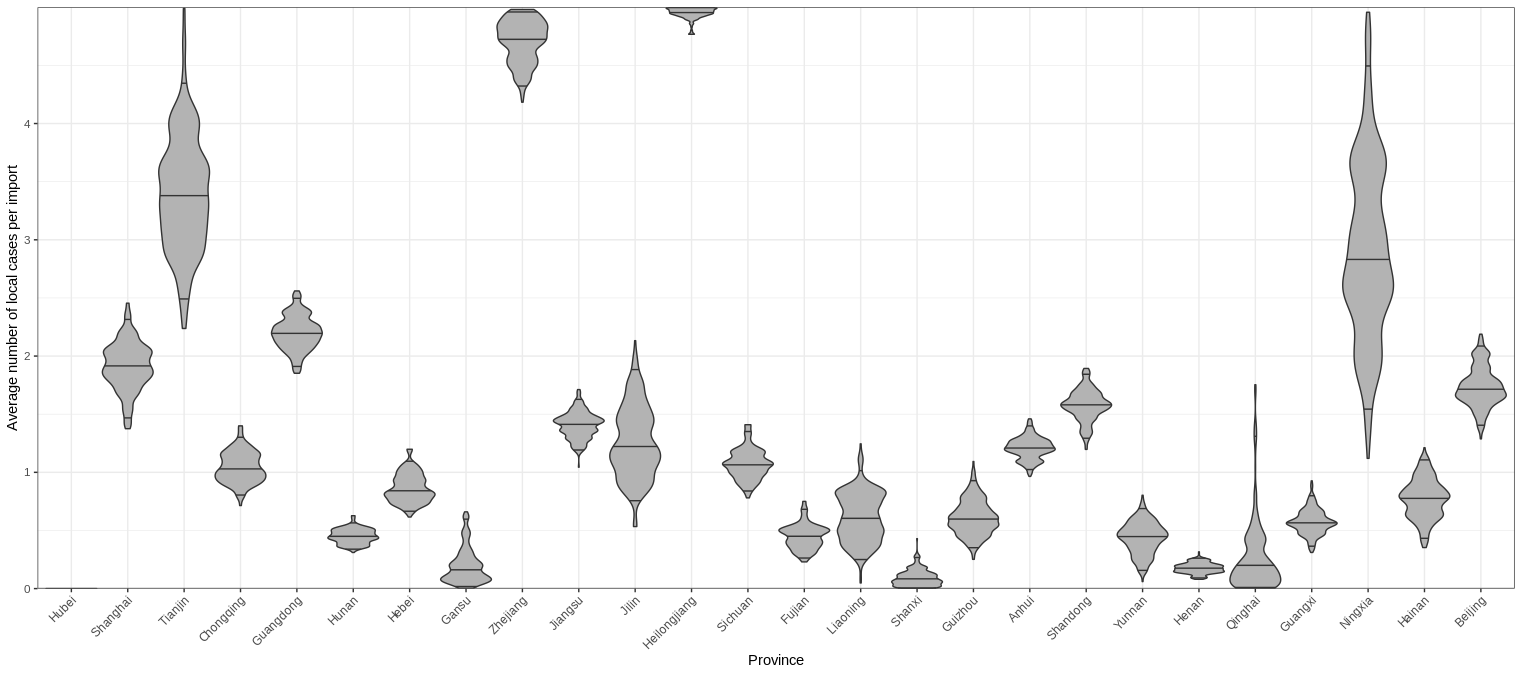 Average number of local cases per import
4
3
2
1
0
Hubei
Shanghai
Tianjin
Chongqing
Guangdong
Hunan
Hebei
Gansu
Zhejiang
Jiangsu
Jilin
Heilongjiang
Sichuan
Fujian
Liaoning
Shanxi
Guizhou
Anhui
Shandong
Yunnan
Henan
Qinghai
Guangxi
Ningxia
Hainan
Beijing
Province